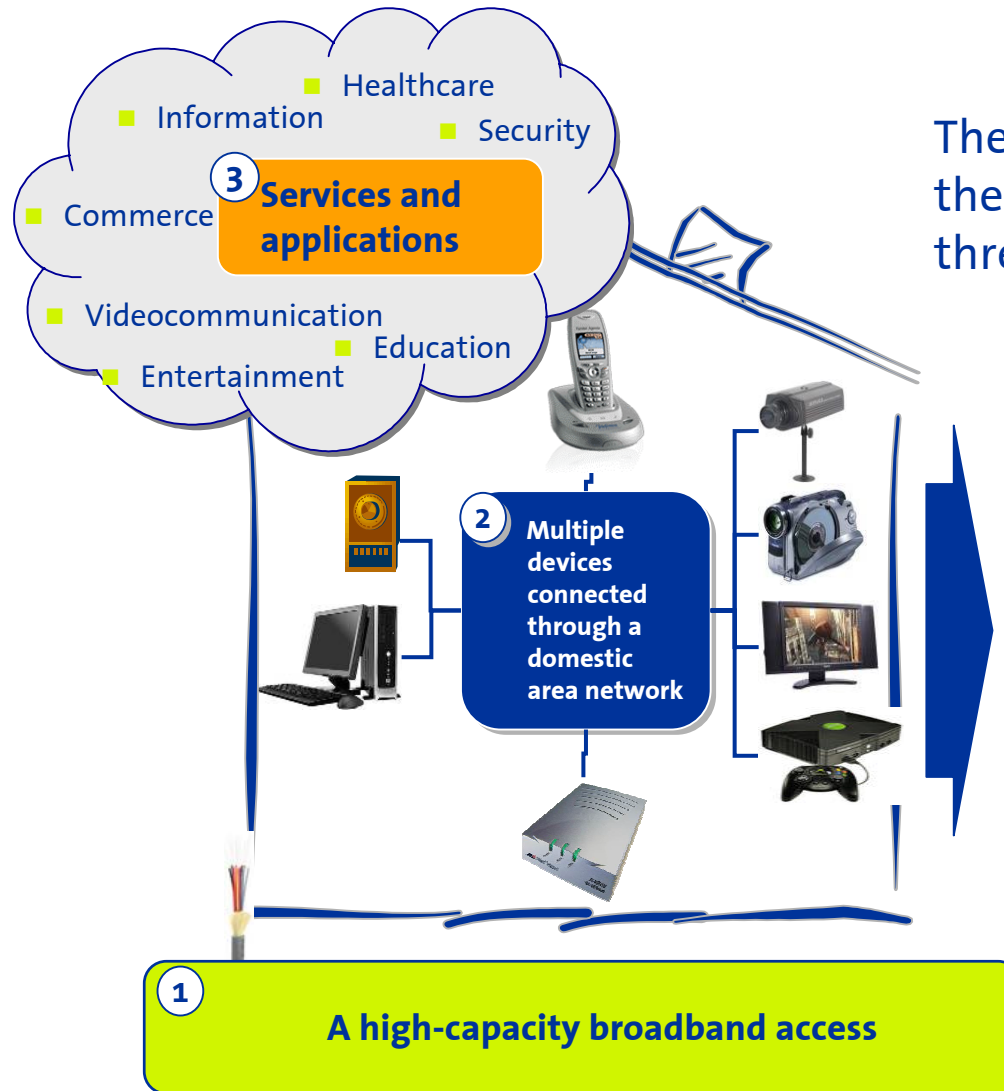 Healthcare
Information
Security
The
the
thre
3
Services and
applications
Commerce
Videocommunication
Education
Entertainment
2
Multiple
devices
connected
through a
domestic
area network
1
A high-capacity broadband access